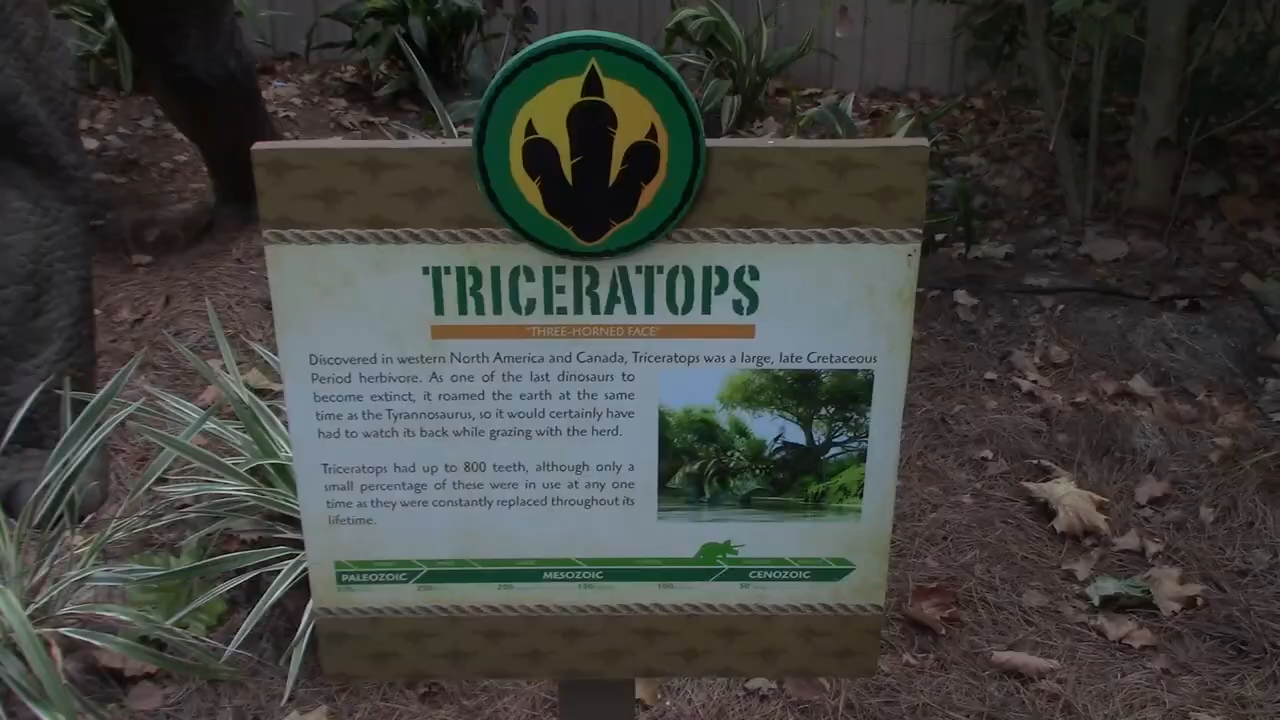 TRICERATOPS
"THREE-HORNED FACE"
Discovered in western North America and Canada, Triceratops was a large, late Cretaceous
Period herbivore. As one of the last dinosaurs to
become extinct, it roamed the earth at the same
time as the Tyrannosaurus, so it would certainly have
had to watch its back while grazing with the herd.
Triceratops had up to 800 teeth, although only a
small percentage of these were in use at any one
time as they were constantly replaced throughout its
lifetime.
PALEOZOIC MESOZOIC CENOZOIC
200 150 100 50